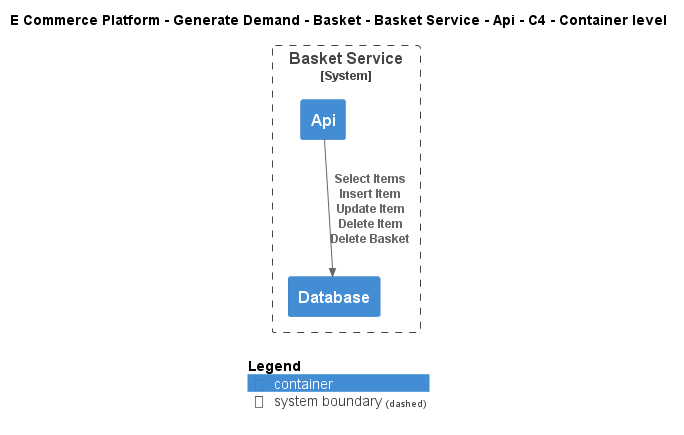 E Commerce Platform - Generate Demand - Basket - Basket Service - Api - C4 - Container level
Basket Service
[System]
Api
Select Items
Insert Item
Update Item
Delete Item
Delete Basket
Database
Legend
container
system boundary (dashed)